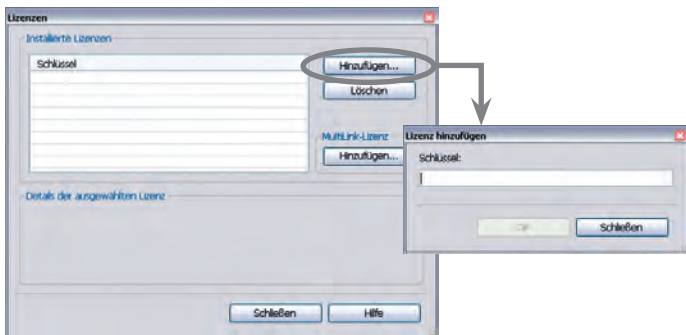 Lizenzen
Installierte Lizenzen
Schlüssel
Hinzufügen...
Löschen
MultiLink-Lizenz
Hinzufügen...
Details der ausgewählten Lizenz
Schließen
Hilfe
Lizenz hinzufügen
Schlüssel:
Schließen